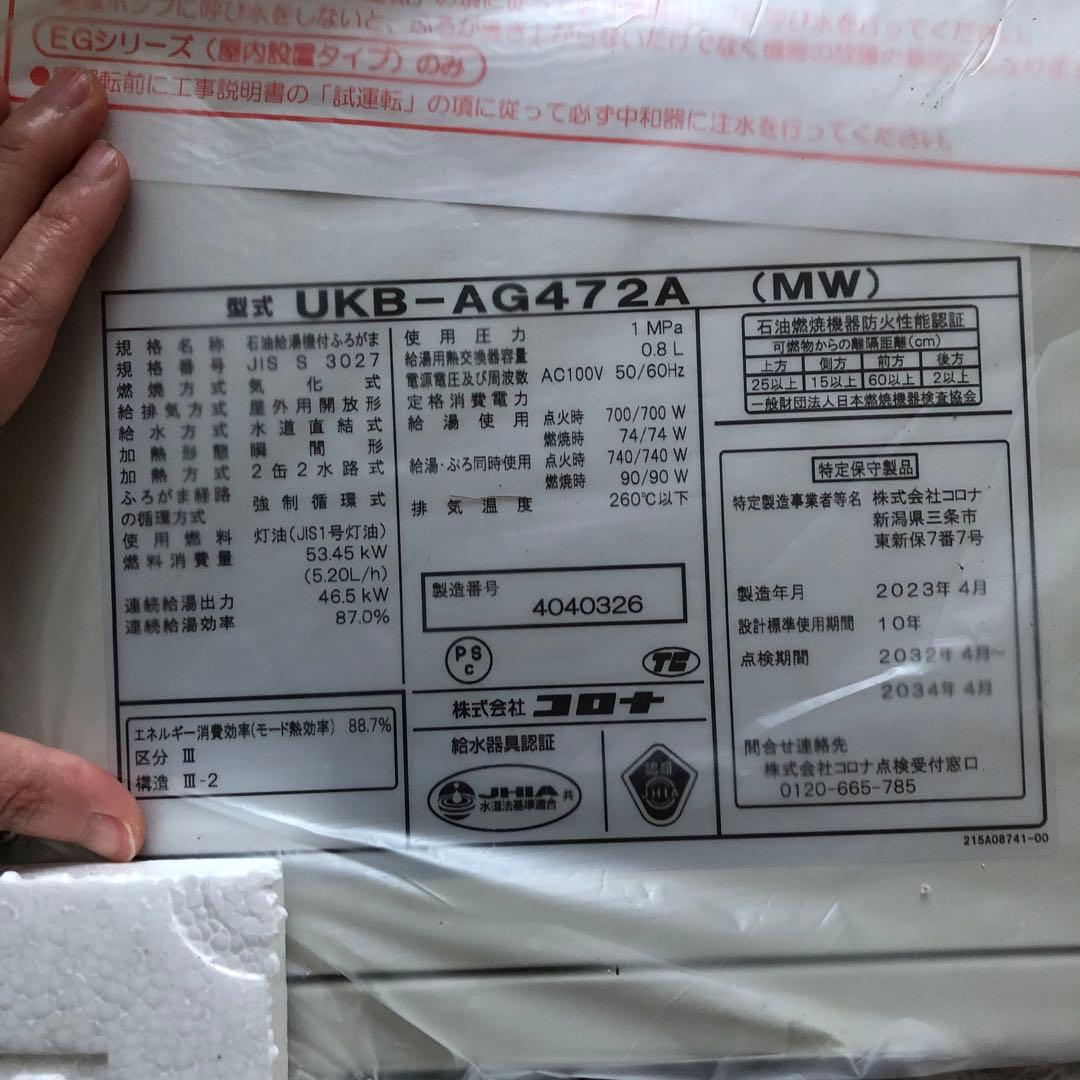 EGシリーズ（屋内設置タイプ）のみ
転前に工事説明書の「試運転」の項に従って必ず中和器に注水を行ってください。
型式 UKB-AG472A (MW)
規格名称 石油給湯機付ふろがま
規格番号 JIS S 3027
燃焼方式 気化式
給排気方式 屋外用開放形
給水方式 水道直結式
加熱形態 瞬間形
加熱方式 2缶2水路式
ふろがま経路
の循環方式 強制循環式
使用燃料 灯油(JIS1号灯油)
燃料消費量 53.45 kW
(5.20L/h)
連続給湯出力 46.5 kW
連続給湯効率 87.0%
エネルギー消費効率(モード熱効率) 88.7%
区分 Ⅲ
構造 Ⅲ-2
使用圧力 1 MPa
給湯用熱交換器容量 0.8 L
電源電圧及び周波数 AC100V 50/60Hz
定格消費電力
給湯使用 点火時 700/700 W
燃焼時 74/74 W
給湯・ふろ同時使用 点火時 740/740 W
燃焼時 90/90 W
排気温度 260℃以下
製造番号
4040326
PS
C
TE
株式会社 コロナ
給水器具認証
JHIA 共
水道法基準適合
認証
JHIA
石油燃焼機器防火性能認証
可燃物からの離隔距離(cm)
上方 側方 前方 後方
25以上 15以上 60以上 2以上
一般財団法人日本燃焼機器検査協会
特定保守製品
特定製造事業者等名 株式会社コロナ
新潟県三条市
東新保7番7号
製造年月 2023年 4月
設計標準使用期間 10年
点検期間 2032年 4月～
2034年 4月
問合せ連絡先
株式会社コロナ点検受付窓口
0120-665-785
215A08741-00